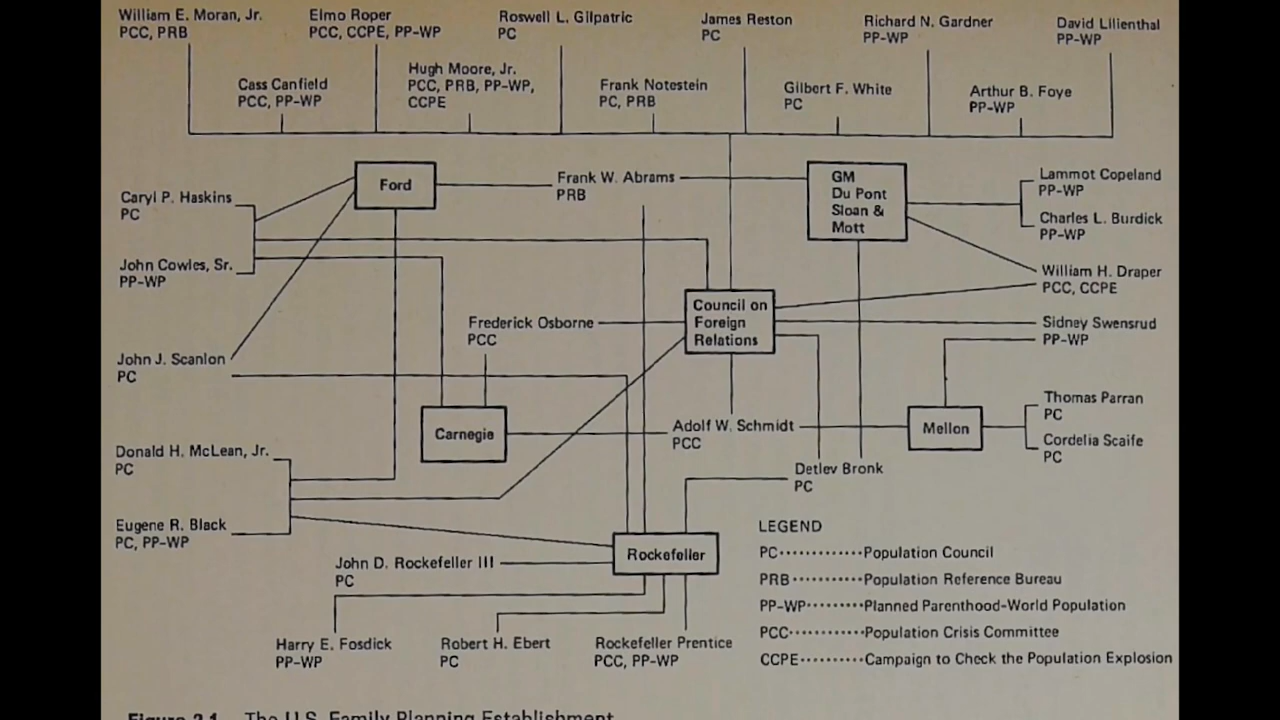 William E. Moran, Jr.
PCC, PRB
Elmo Roper
PCC, CCPE, PP-WP
Roswell L. Gilpatric
PC
James Reston
PC
Richard N. Gardner
PP-WP
David Lilienthal
PP-WP
Cass Canfield
PCC, PP-WP
Hugh Moore, Jr.
PCC, PRB, PP-WP,
CCPE
Frank Notestein
PC, PRB
Gilbert F. White
PC
Arthur B. Foye
PP-WP
Caryl P. Haskins
PC
Ford
Frank W. Abrams
PRB
GM
Du Pont
Sloan &
Mott
Lammot Copeland
PP-WP
Charles L. Burdick
PP-WP
John Cowles, Sr.
PP-WP
William H. Draper
PCC, CCPE
Frederick Osborne
PCC
Council on
Foreign
Relations
Sidney Swensrud
PP-WP
John J. Scanlon
PC
Carnegie
Adolf W. Schmidt
PCC
Mellon
Thomas Parran
PC
Cordelia Scaife
PC
Donald H. McLean, Jr.
PC
Detlev Bronk
PC
Eugene R. Black
PC, PP-WP
John D. Rockefeller III
PC
Rockefeller
Harry E. Fosdick
PP-WP
Robert H. Ebert
PC
Rockefeller Prentice
PCC, PP-WP
LEGEND
PC.............Population Council
PRB...........Population Reference Bureau
PP-WP.........Planned Parenthood-World Population
PCC............Population Crisis Committee
CCPE..........Campaign to Check the Population Explosion
Figure 2.1 The U.S. Family Planning Establishment